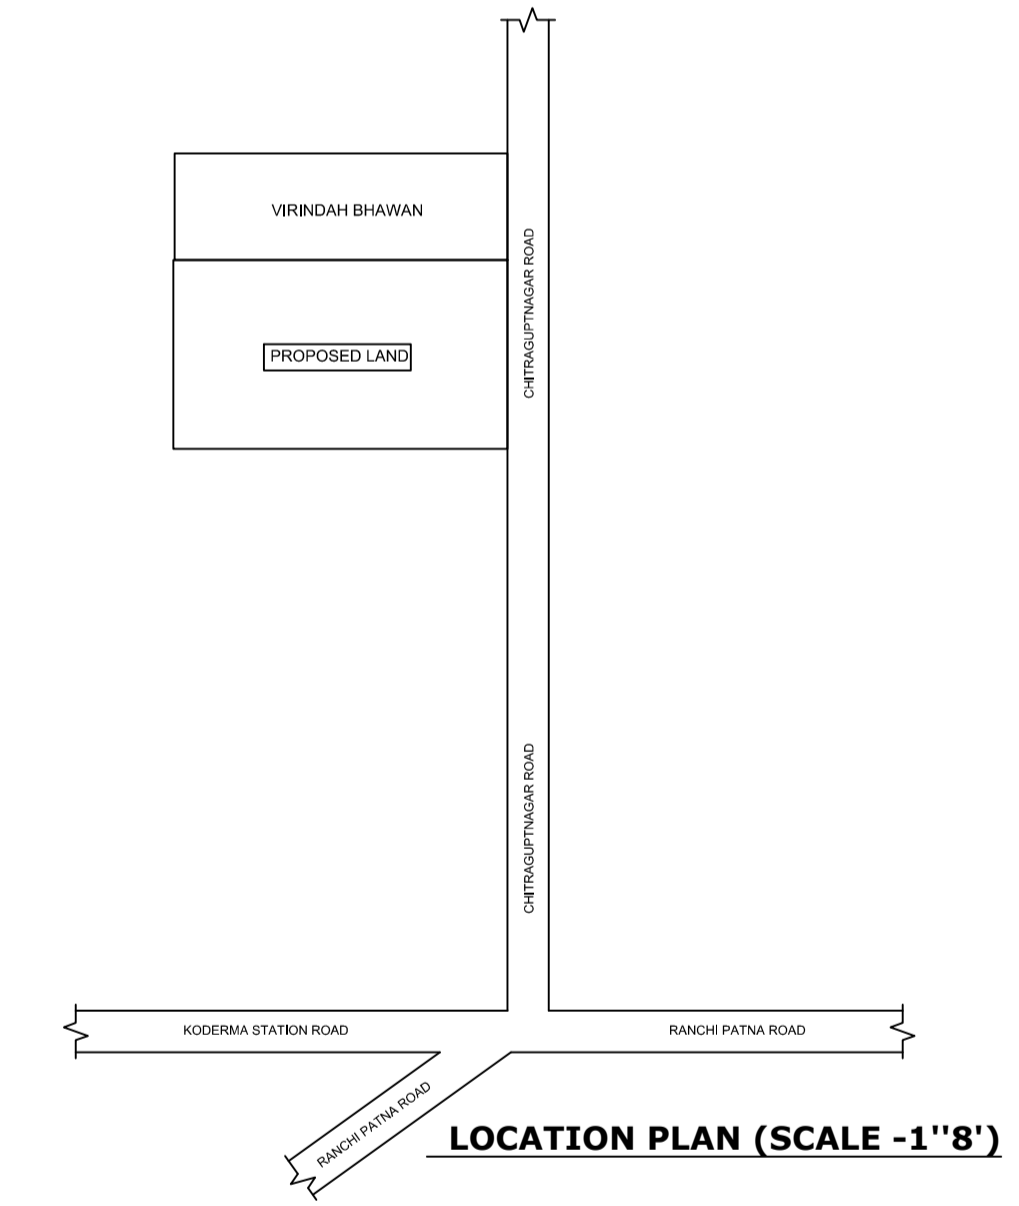 VIRINDAH BHAWAN
CHITRAGUPTNAGAR ROAD
PROPOSED LAND
CHITRAGUPTNAGAR ROAD
KODERMA STATION ROAD
RANCHI PATNA ROAD
RANCHI PATNA ROAD
LOCATION PLAN (SCALE -1''8')